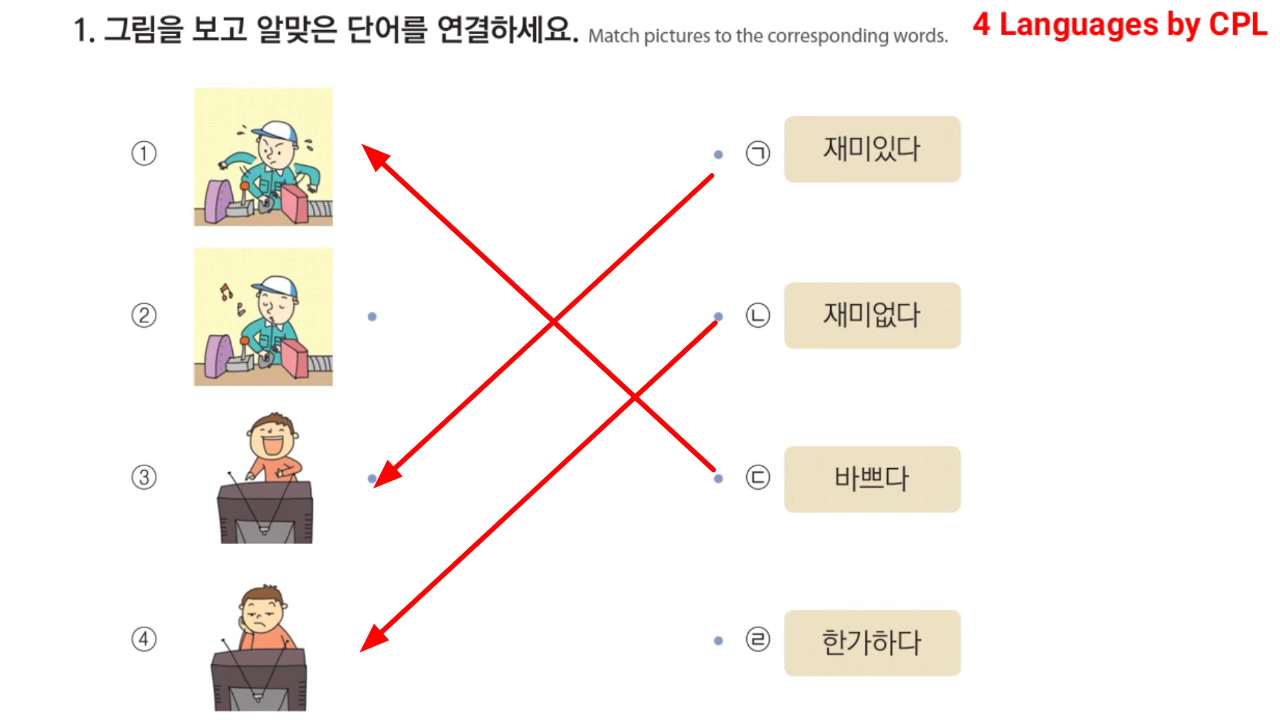 1. 그림을 보고 알맞은 단어를 연결하세요. Match pictures to the corresponding words.
4 Languages by CPL
① ㉠ 재미있다
② ㉡ 재미없다
③ ㉢ 바쁘다
④ ㉣ 한가하다